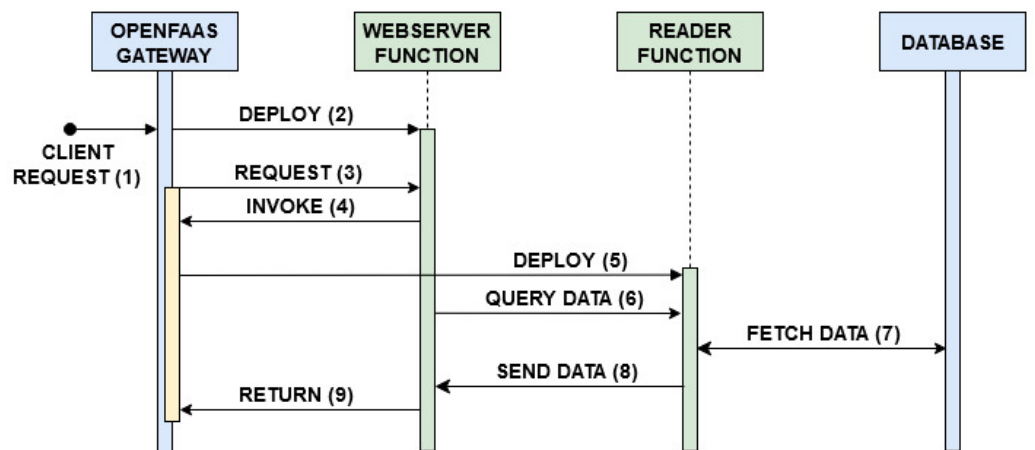 OPENFAAS
GATEWAY
WEBSERVER
FUNCTION
READER
FUNCTION
DATABASE
DEPLOY (2)
CLIENT
REQUEST (1)
REQUEST (3)
INVOKE (4)
DEPLOY (5)
QUERY DATA (6)
FETCH DATA (7)
SEND DATA (8)
RETURN (9)